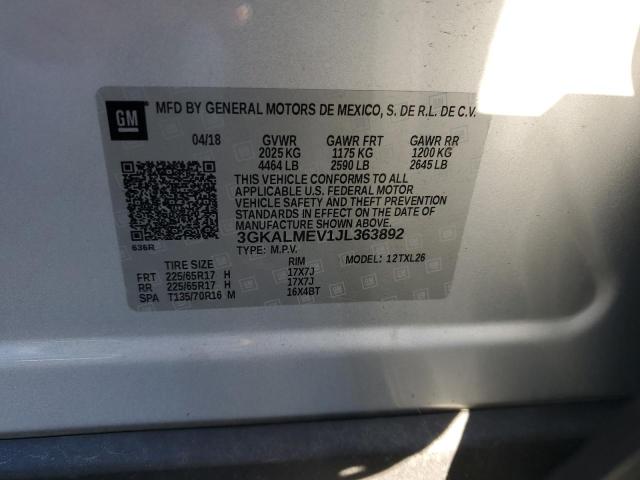 GM
MFD BY GENERAL MOTORS DE MEXICO, S. DE R.L. DE C.V.
04/18 GVWR GAWR FRT GAWR RR
2025 KG 1175 KG 1200 KG
4464 LB 2590 LB 2645 LB
THIS VEHICLE CONFORMS TO ALL
APPLICABLE U.S. FEDERAL MOTOR
VEHICLE SAFETY AND THEFT PREVENTION
STANDARDS IN EFFECT ON THE DATE OF
MANUFACTURE SHOWN ABOVE.
3GKALMEV1JL363892
636R
TYPE: M.P.V. MODEL: 12TXL26
TIRE SIZE RIM
FRT 225/65R17 H 17X7J
RR 225/65R17 H 17X7J
SPA T135/70R16 M 16X4BT